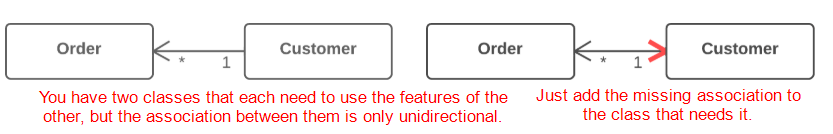 Order
* 1
Customer
Order
* 1
Customer
You have two classes that each need to use the features of the
other, but the association between them is only unidirectional.
Just add the missing association to
the class that needs it.